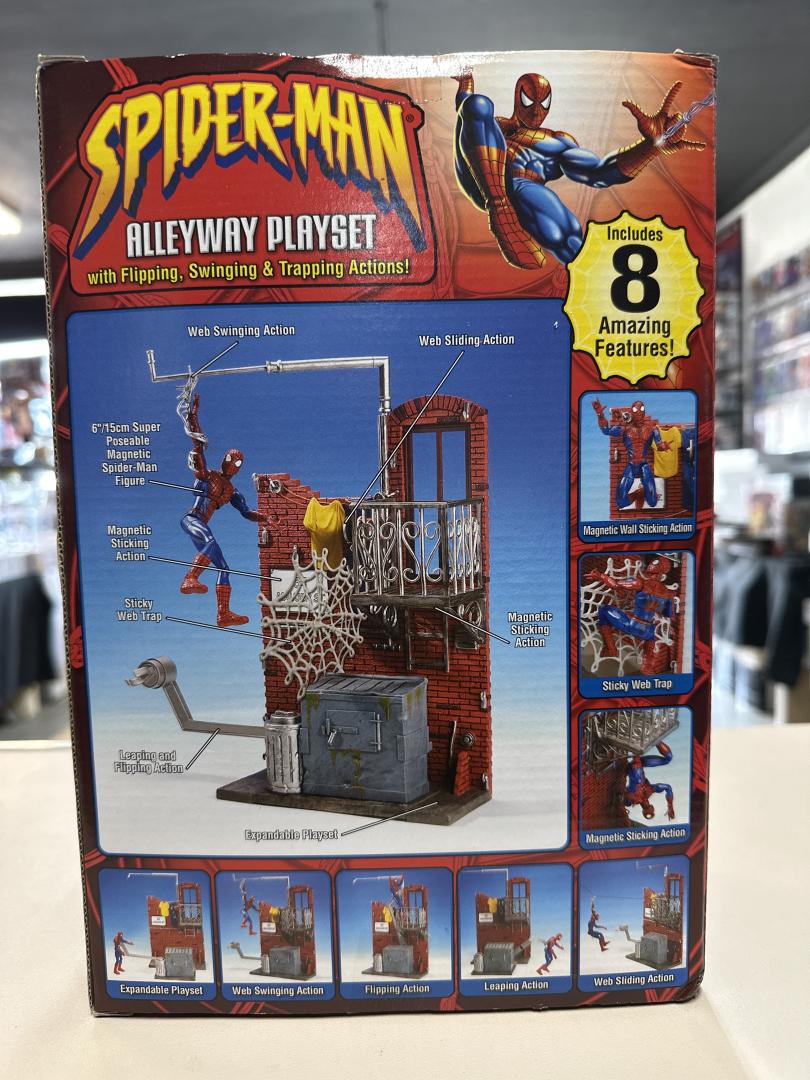 SPIDER-MAN®
ALLEYWAY PLAYSET
with Flipping, Swinging & Trapping Actions!
Includes
8
Amazing
Features!
Web Swinging Action
Web Sliding Action
6"/15cm Super
Poseable
Magnetic
Spider-Man
Figure
Magnetic
Sticking
Action
Sticky
Web Trap
Magnetic
Sticking
Action
Leaping and
Flipping Action
Expandable Playset
Magnetic Wall Sticking Action
Sticky Web Trap
Magnetic Sticking Action
Expandable Playset
Web Swinging Action
Flipping Action
Leaping Action
Web Sliding Action